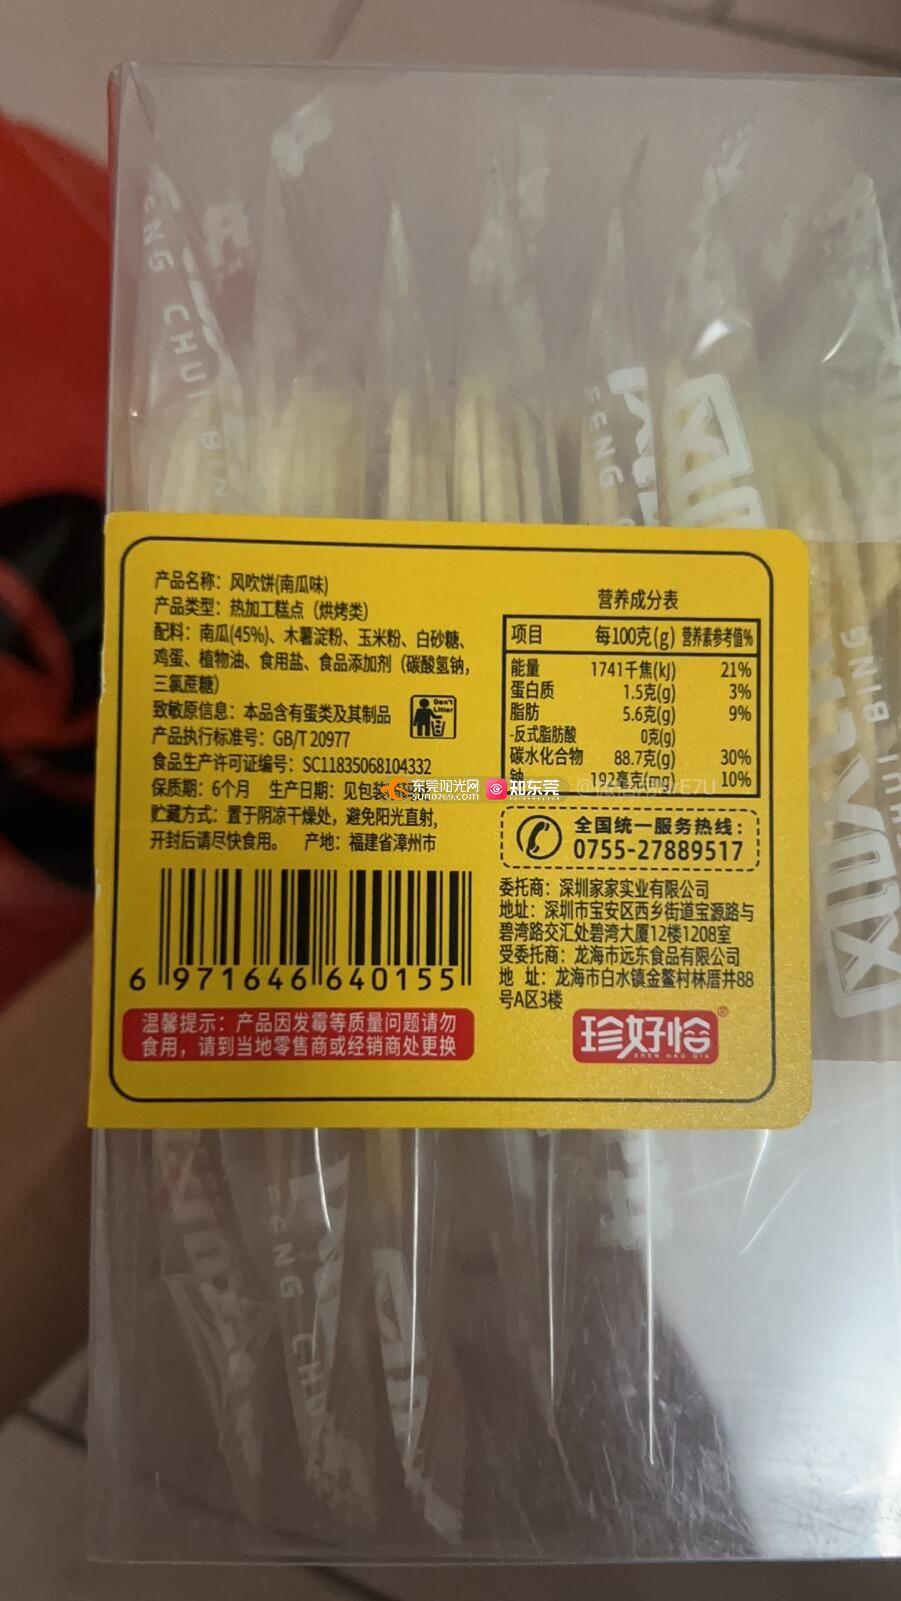 产品名称：风吹饼(南瓜味)
产品类型：热加工糕点（烘烤类）
配料：南瓜(45%)、木薯淀粉、玉米粉、白砂糖、
鸡蛋、植物油、食用盐、食品添加剂（碳酸氢钠，
三氯蔗糖）
致敏原信息：本品含有蛋类及其制品
Don't
Litter
产品执行标准号：GB/T 20977
食品生产许可证编号：SC11835068104332
保质期：6个月 生产日期：见包装
贮藏方式：置于阴凉干燥处，避免阳光直射，
开封后请尽快食用。 产地：福建省漳州市
6 971646 640155
温馨提示：产品因发霉等质量问题请勿
食用，请到当地零售商或经销商处更换
营养成分表
项目 每100克(g) 营养素参考值%
能量 1741千焦(kJ) 21%
蛋白质 1.5克(g) 3%
脂肪 5.6克(g) 9%
-反式脂肪酸 0克(g)
碳水化合物 88.7克(g) 30%
钠 192毫克(mg) 10%
全国统一服务热线：
0755-27889517
委托商：深圳家家实业有限公司
地址：深圳市宝安区西乡街道宝源路与
碧湾路交汇处碧湾大厦12楼1208室
受委托商：龙海市远东食品有限公司
地 址：龙海市白水镇金鳌村林厝井88
号A区3楼
珍好恰®
ZHEN HAO QIA
东莞阳光网
sun0769.com
知东莞
FENG CHUI BING
FENG
FENG CHUI
BING